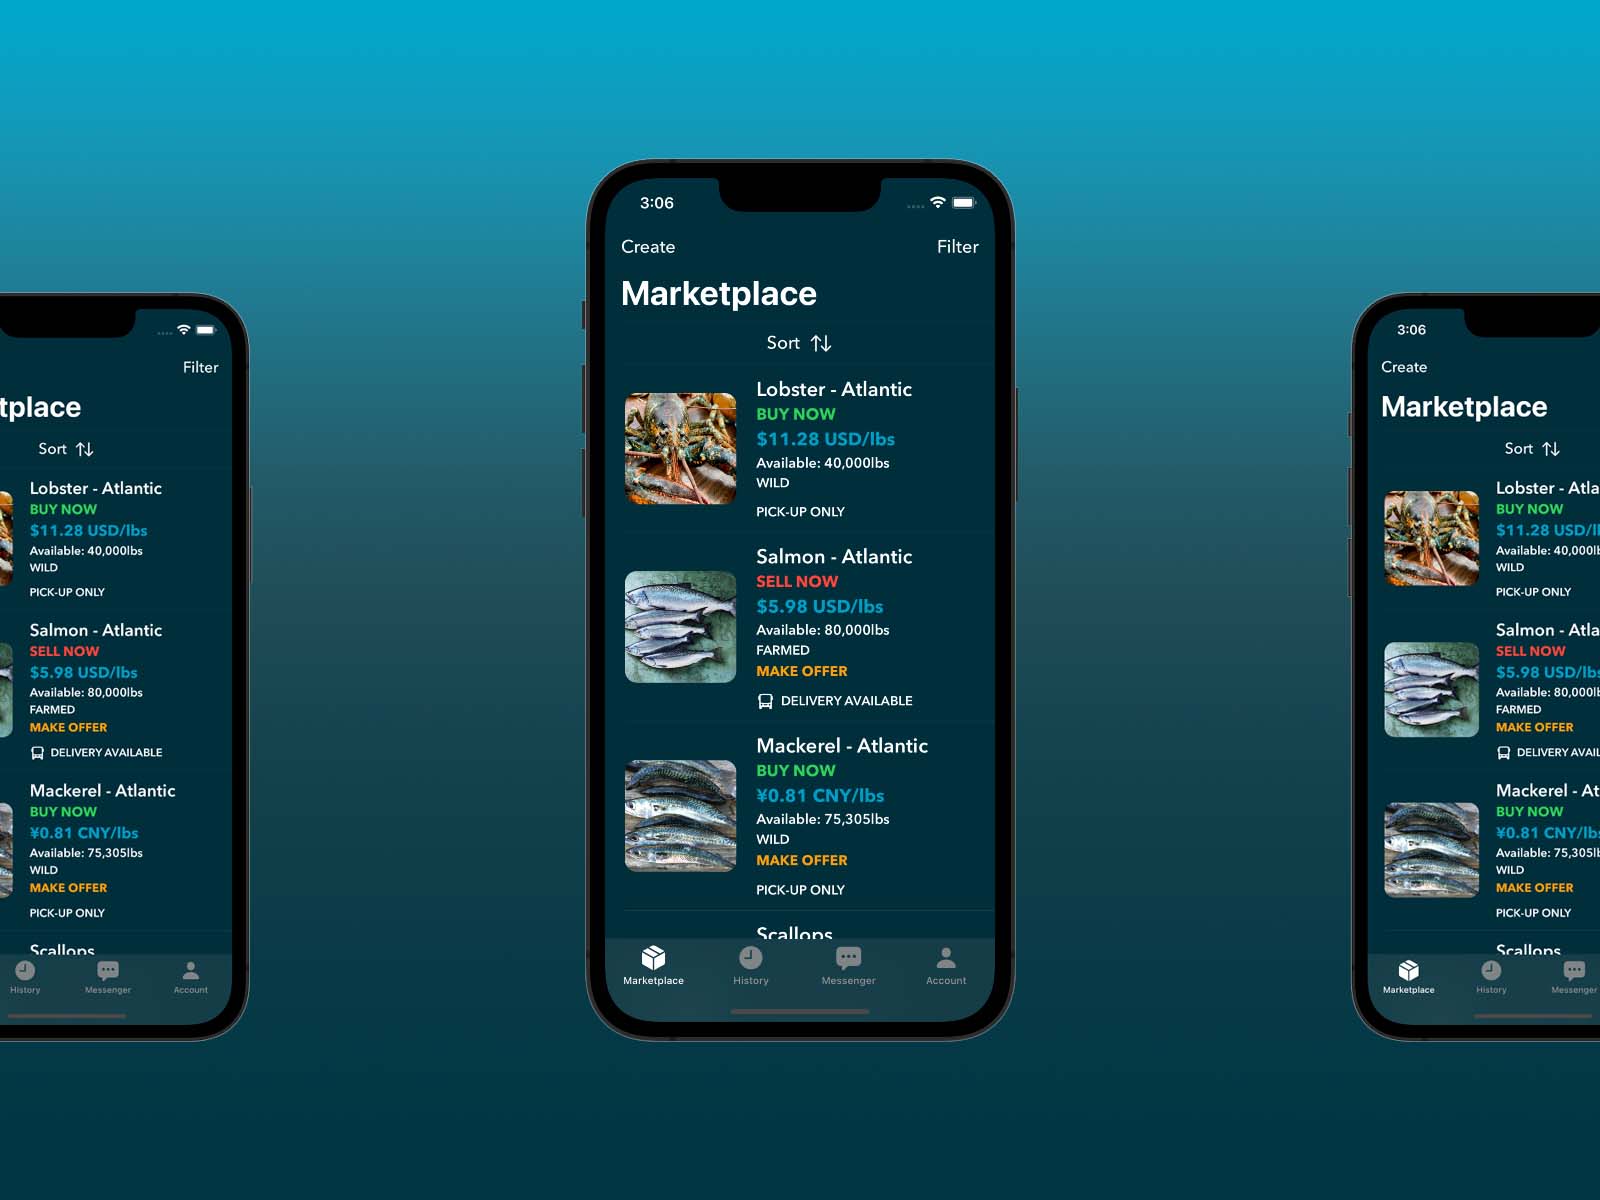 Filter
tplace
Sort
Lobster - Atlantic
BUY NOW
$11.28 USD/lbs
Available: 40,000lbs
WILD
PICK-UP ONLY
Salmon - Atlantic
SELL NOW
$5.98 USD/lbs
Available: 80,000lbs
FARMED
MAKE OFFER
DELIVERY AVAILABLE
Mackerel - Atlantic
BUY NOW
¥0.81 CNY/lbs
Available: 75,305lbs
WILD
MAKE OFFER
PICK-UP ONLY
Scallops
History Messenger Account
3:06
Create Filter
Marketplace
Sort
Lobster - Atlantic
BUY NOW
$11.28 USD/lbs
Available: 40,000lbs
WILD
PICK-UP ONLY
Salmon - Atlantic
SELL NOW
$5.98 USD/lbs
Available: 80,000lbs
FARMED
MAKE OFFER
DELIVERY AVAILABLE
Mackerel - Atlantic
BUY NOW
¥0.81 CNY/lbs
Available: 75,305lbs
WILD
MAKE OFFER
PICK-UP ONLY
Scallops
Marketplace History Messenger Account
3:06
Create
Marketplace
Sort
Lobster - Atla
BUY NOW
$11.28 USD/l
Available: 40,000lb
WILD
PICK-UP ONLY
Salmon - Atla
SELL NOW
$5.98 USD/lb
Available: 80,000lb
FARMED
MAKE OFFER
DELIVERY AVAIL
Mackerel - At
BUY NOW
¥0.81 CNY/lb
Available: 75,305lb
WILD
MAKE OFFER
PICK-UP ONLY
Scallops
Marketplace History Messenger